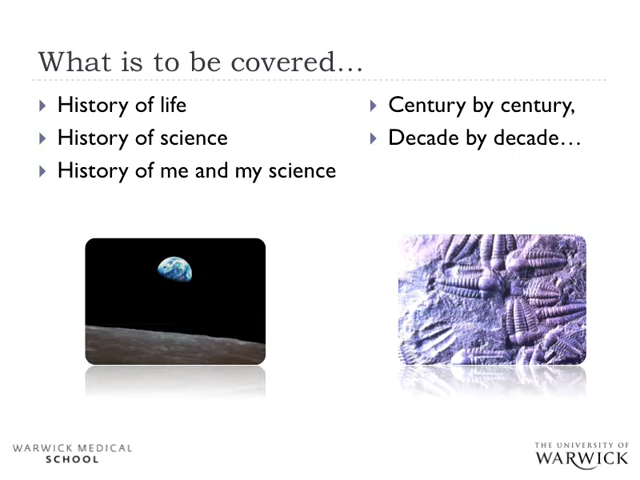 What is to be covered…
History of life
History of science
History of me and my science
Century by century,
Decade by decade…
WARWICK MEDICAL
SCHOOL
THE UNIVERSITY OF
WARWICK